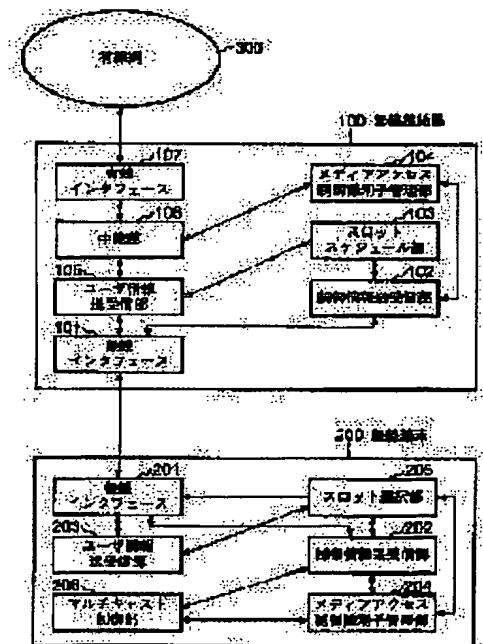 有線網
300
100 無線基地局
107
有線
インタフェース
104
メディアアクセス
制御識別子管理部
106
中継部
103
スロット
スケジュール部
105
ユーザ情報
送受信部
102
制御情報送受信部
101
無線
インタフェース
200 無線端末
201
無線
インタフェース
205
スロット選択部
203
ユーザ情報
送受信部
202
制御情報送受信部
206
マルチキャスト
204
メディアアクセス
制御識別子管理部